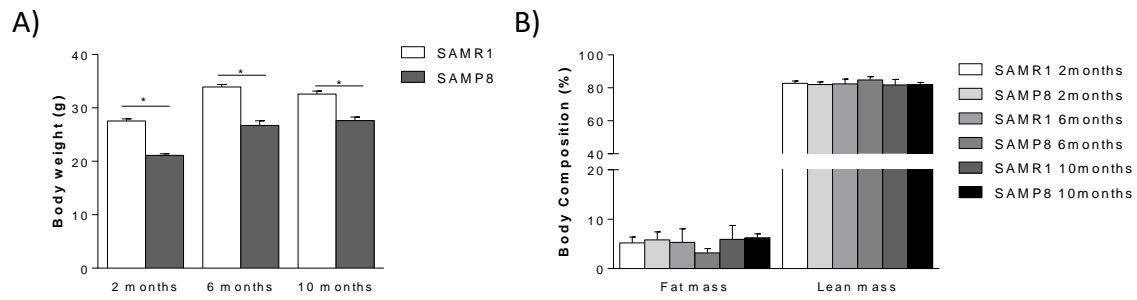 A)
B)
40
30
20
10
0
Body weight (g)
*
*
*
2 months
6 months
10 months
SAMR1
SAMP8
100
80
60
40
20
10
0
Body Composition (%)
Fat mass
Lean mass
SAMR1 2months
SAMP8 2months
SAMR1 6months
SAMP8 6months
SAMR1 10months
SAMP8 10months